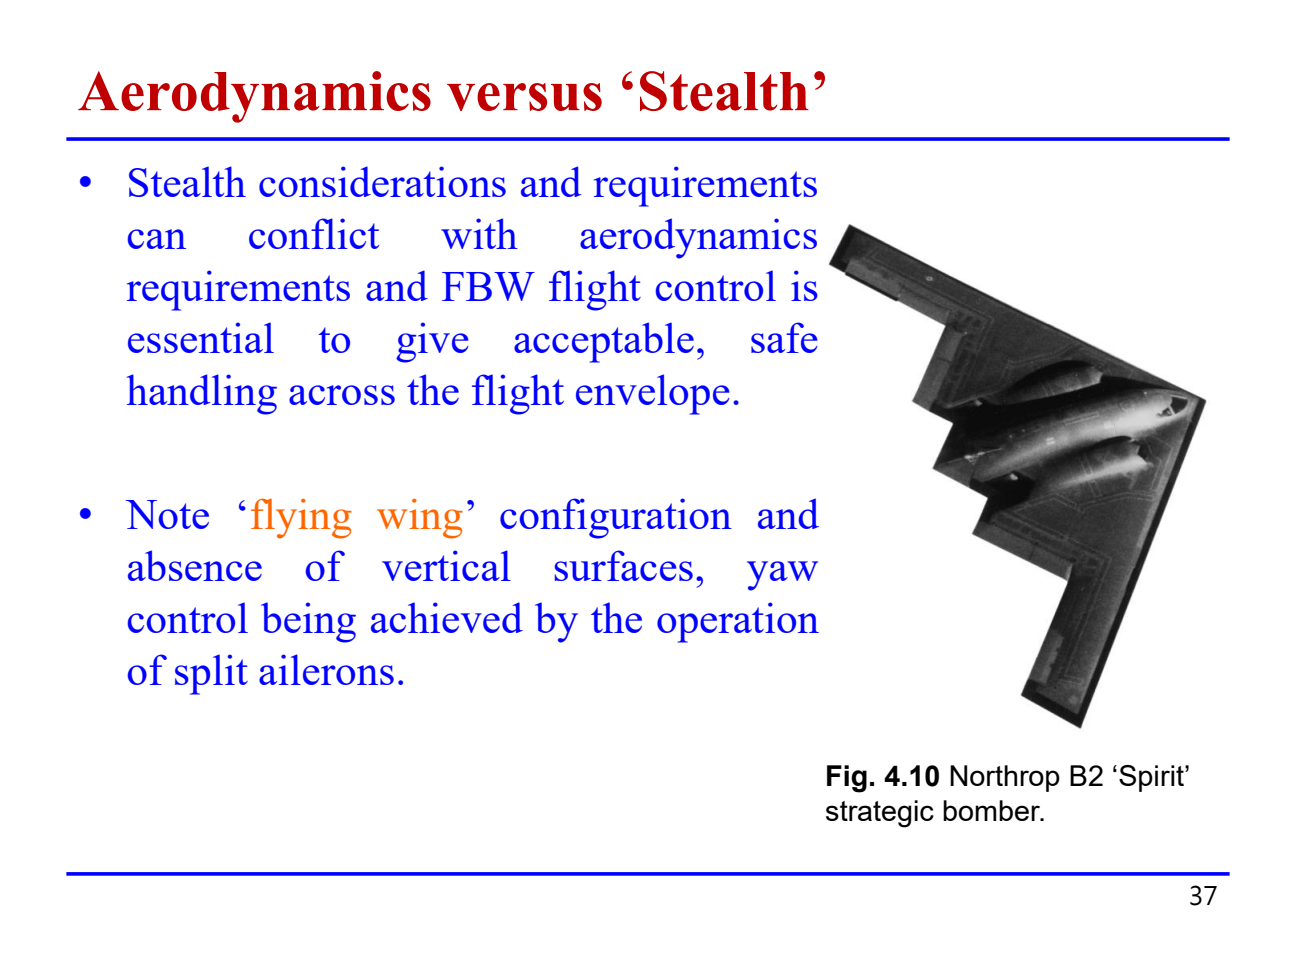 Aerodynamics versus ‘Stealth’
• Stealth considerations and requirements
can conflict with aerodynamics
requirements and FBW flight control is
essential to give acceptable, safe
handling across the flight envelope.
• Note ‘flying wing’ configuration and
absence of vertical surfaces, yaw
control being achieved by the operation
of split ailerons.
Fig. 4.10 Northrop B2 ‘Spirit’
strategic bomber.
37